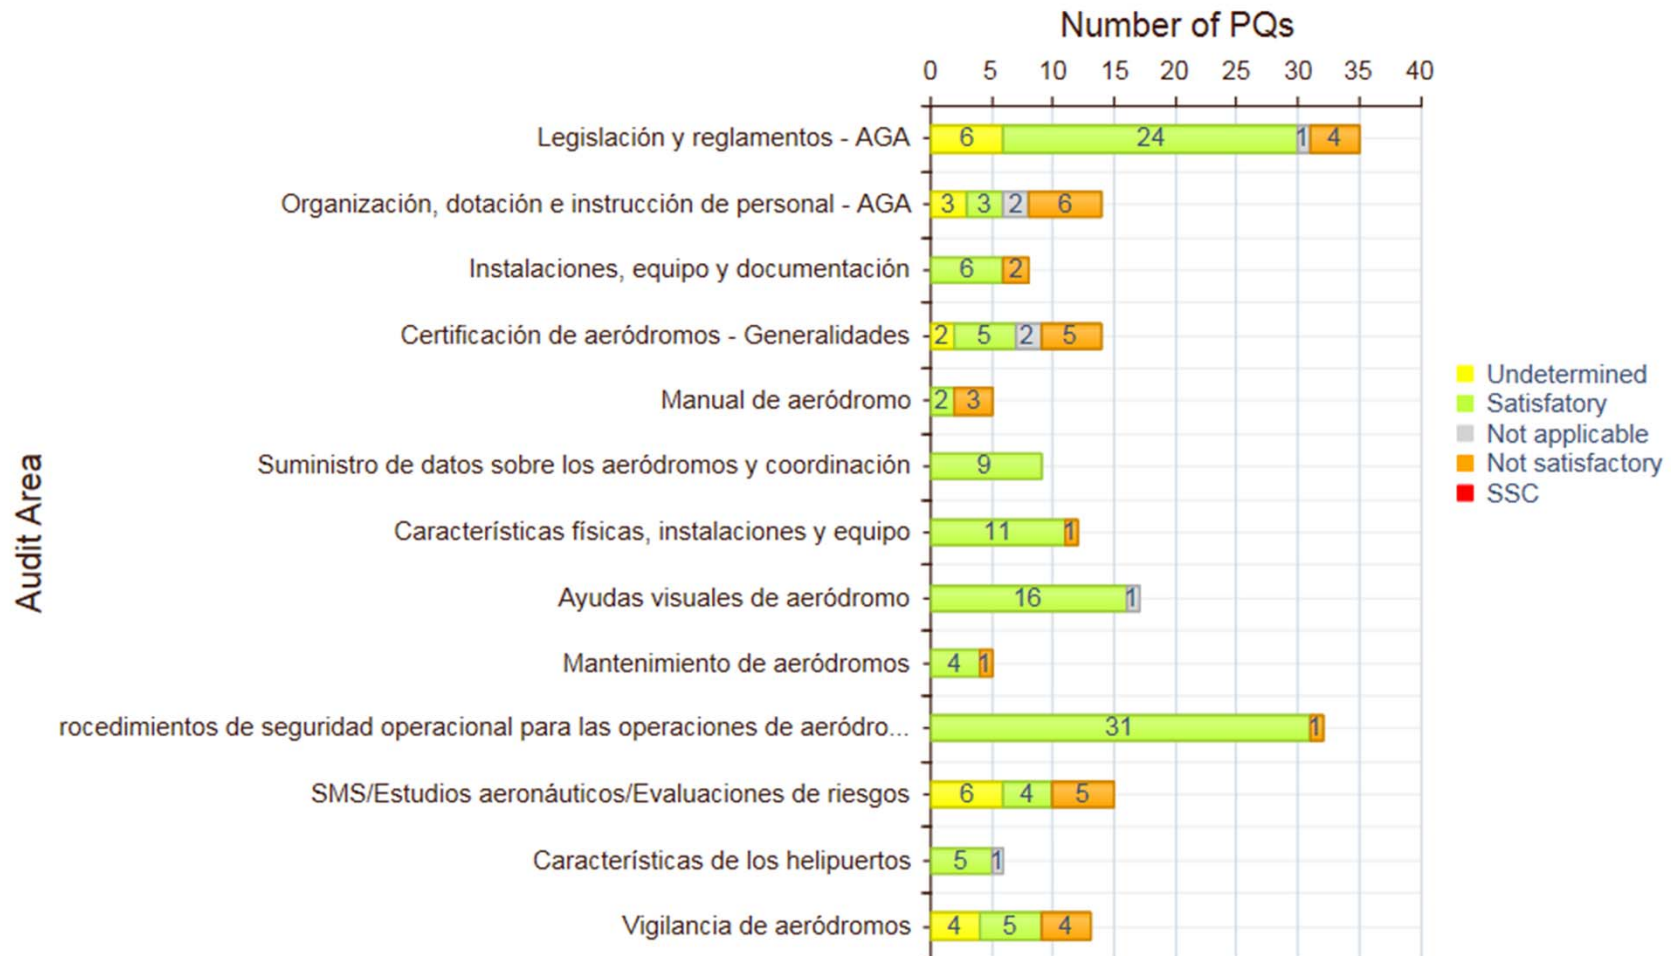 Number of PQs
0 5 10 15 20 25 30 35 40
Legislación y reglamentos - AGA 6 24 1 4
Organización, dotación e instrucción de personal - AGA 3 3 2 6
Instalaciones, equipo y documentación 6 2
Certificación de aeródromos - Generalidades 2 5 2 5
Manual de aeródromo 2 3
Suministro de datos sobre los aeródromos y coordinación 9
Características físicas, instalaciones y equipo 11 1
Ayudas visuales de aeródromo 16 1
Mantenimiento de aeródromos 4 1
rocedimientos de seguridad operacional para las operaciones de aeródro... 31 1
SMS/Estudios aeronáuticos/Evaluaciones de riesgos 6 4 5
Características de los helipuertos 5 1
Vigilancia de aeródromos 4 5 4
Audit Area
Undetermined
Satisfatory
Not applicable
Not satisfactory
SSC